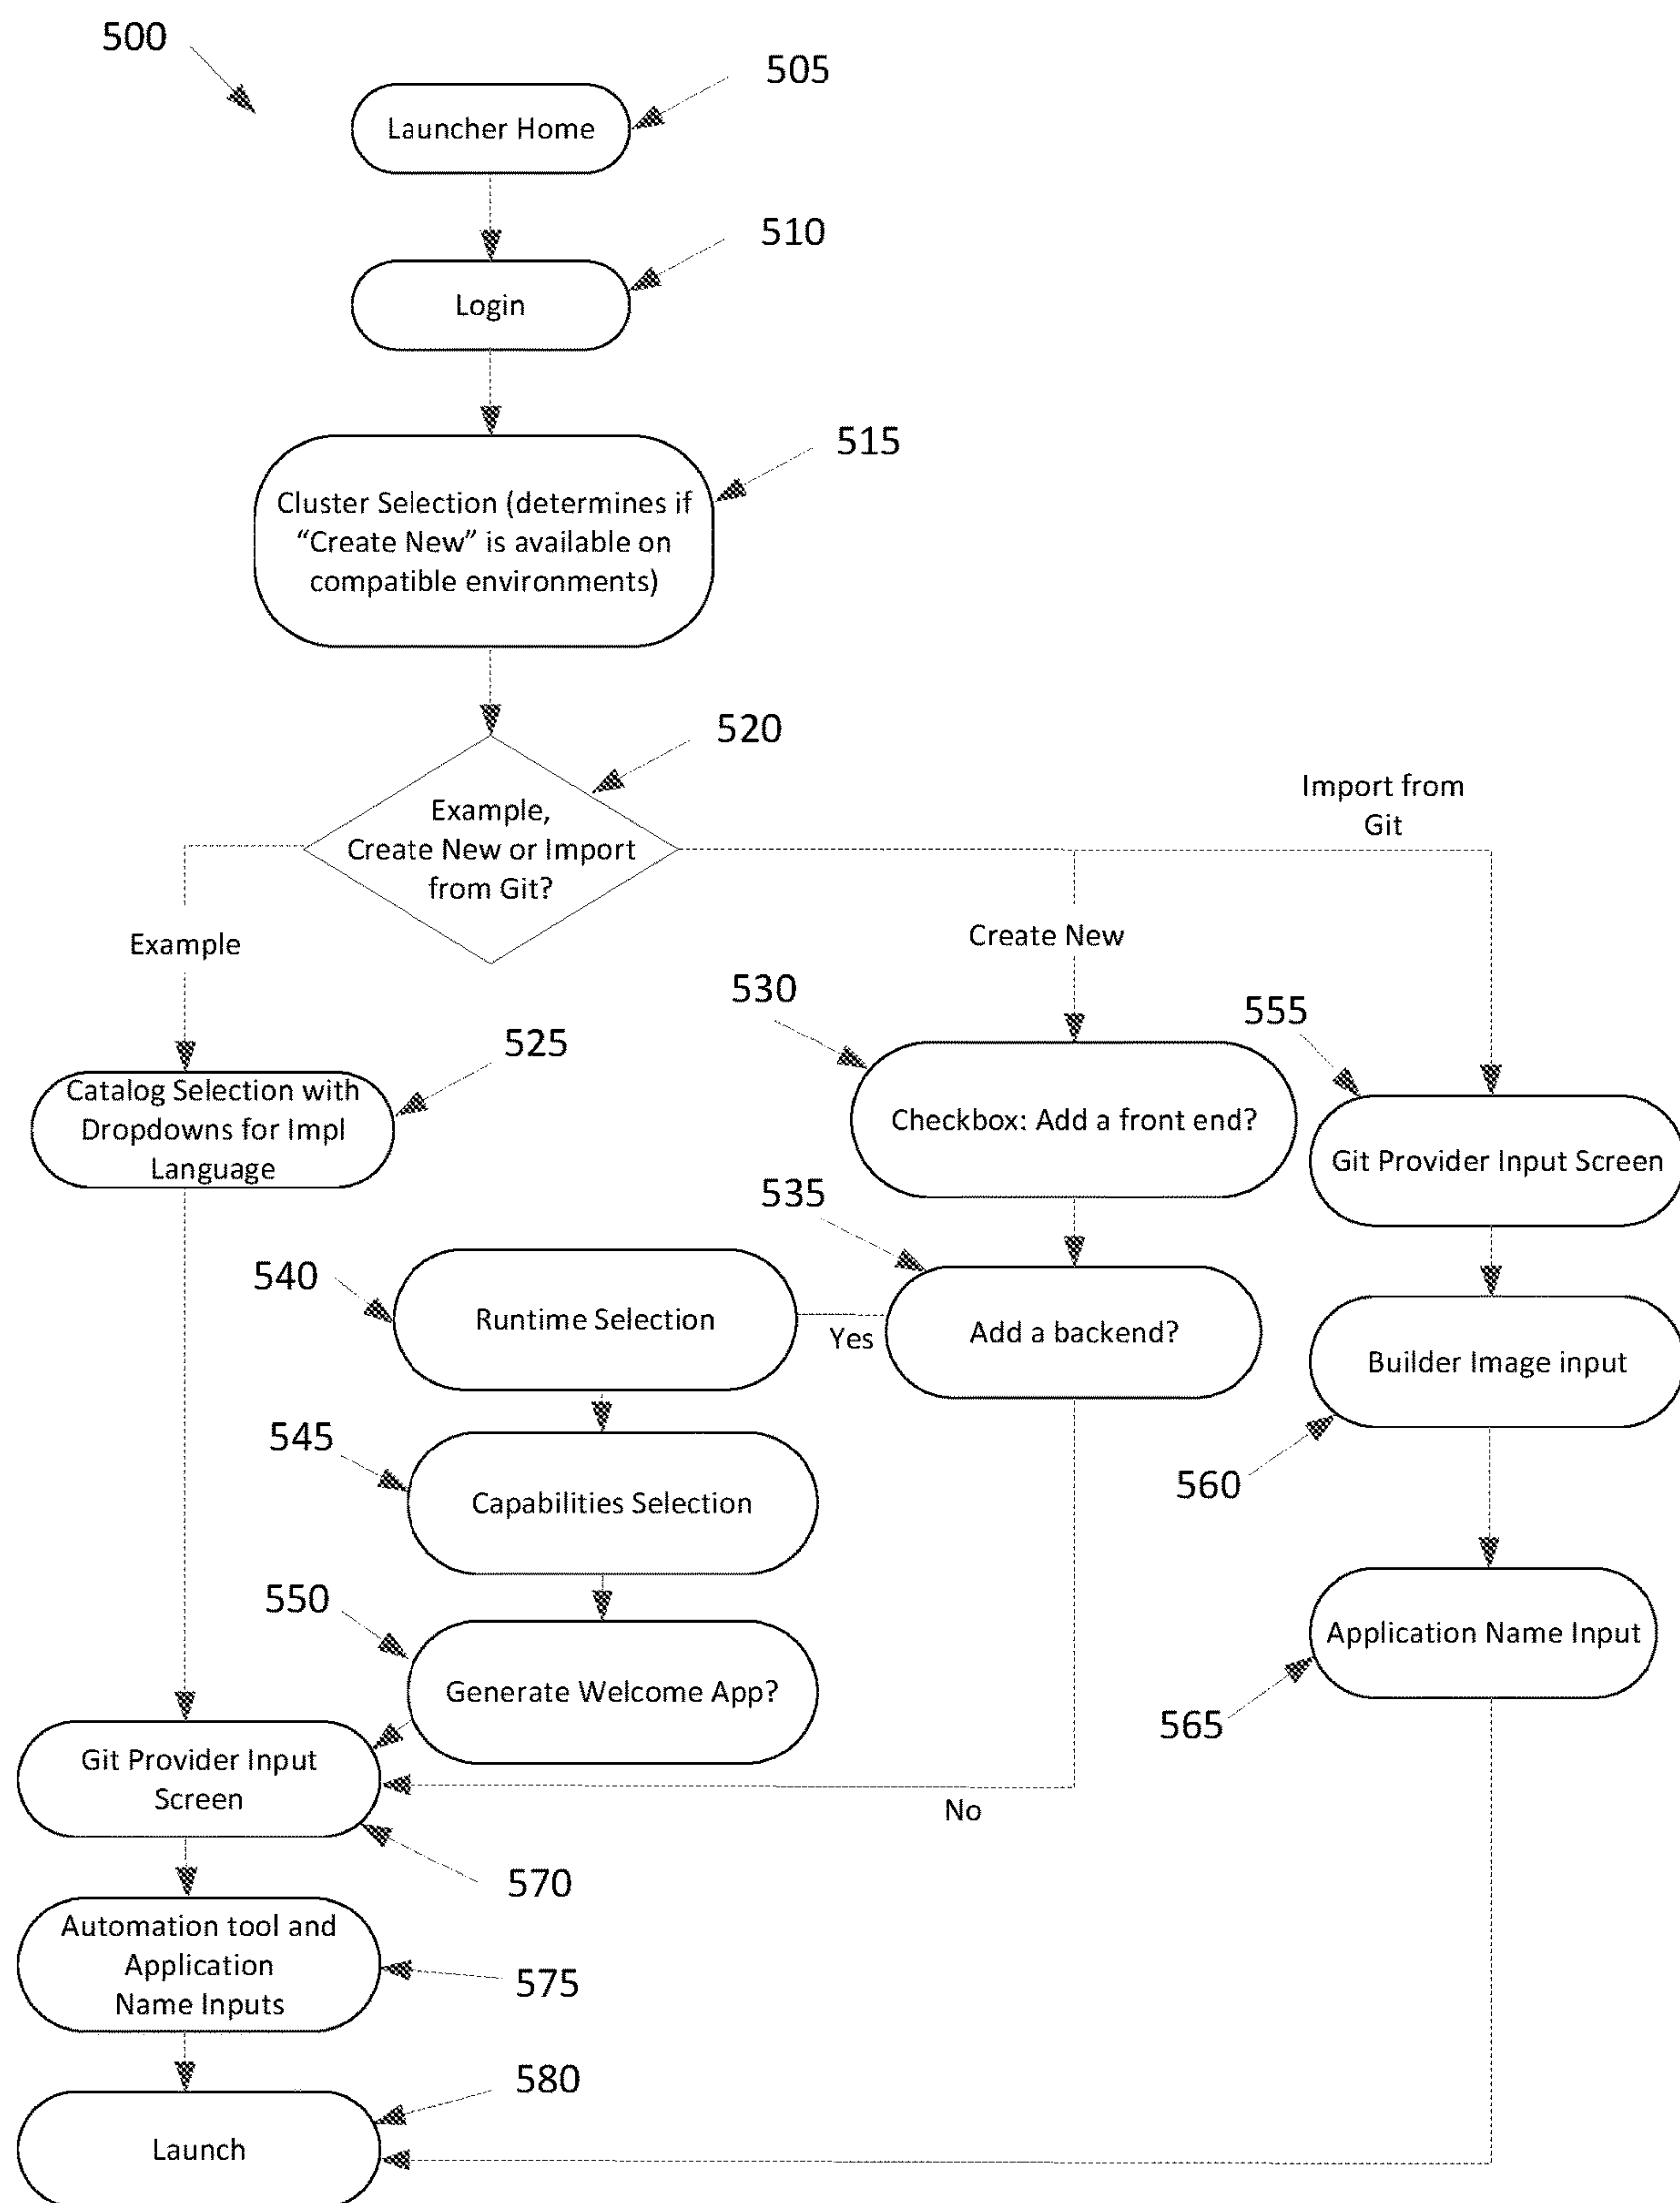 500
505
Launcher Home
510
Login
515
Cluster Selection (determines if
“Create New” is available on
compatible environments)
520
Example,
Create New or Import
from Git?
Import from
Git
Example
Create New
530
555
525
Catalog Selection with
Dropdowns for Impl
Language
Checkbox: Add a front end?
Git Provider Input Screen
535
540
Runtime Selection
Yes
Add a backend?
Builder Image input
545
Capabilities Selection
560
550
Generate Welcome App?
Application Name Input
565
Git Provider Input
Screen
No
570
Automation tool and
Application
Name Inputs
575
580
Launch